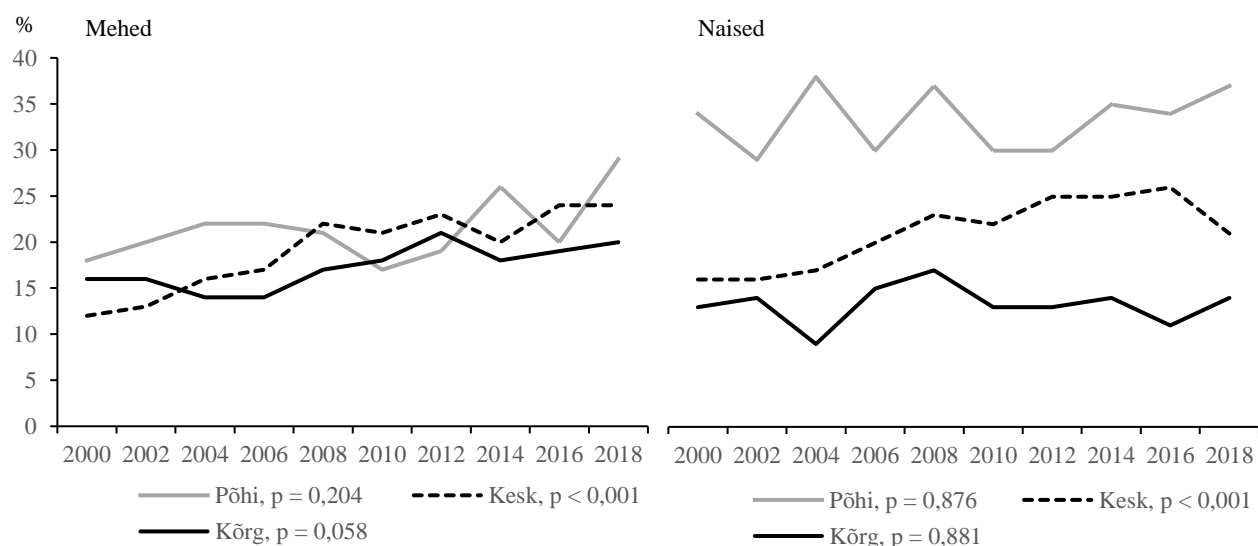 %
Mehed
40
35
30
25
20
15
10
5
0
2000 2002 2004 2006 2008 2010 2012 2014 2016 2018
Põhi, p = 0,204 Kesk, p < 0,001
Kõrg, p = 0,058
Naised
2000 2002 2004 2006 2008 2010 2012 2014 2016 2018
Põhi, p = 0,876 Kesk, p < 0,001
Kõrg, p = 0,881